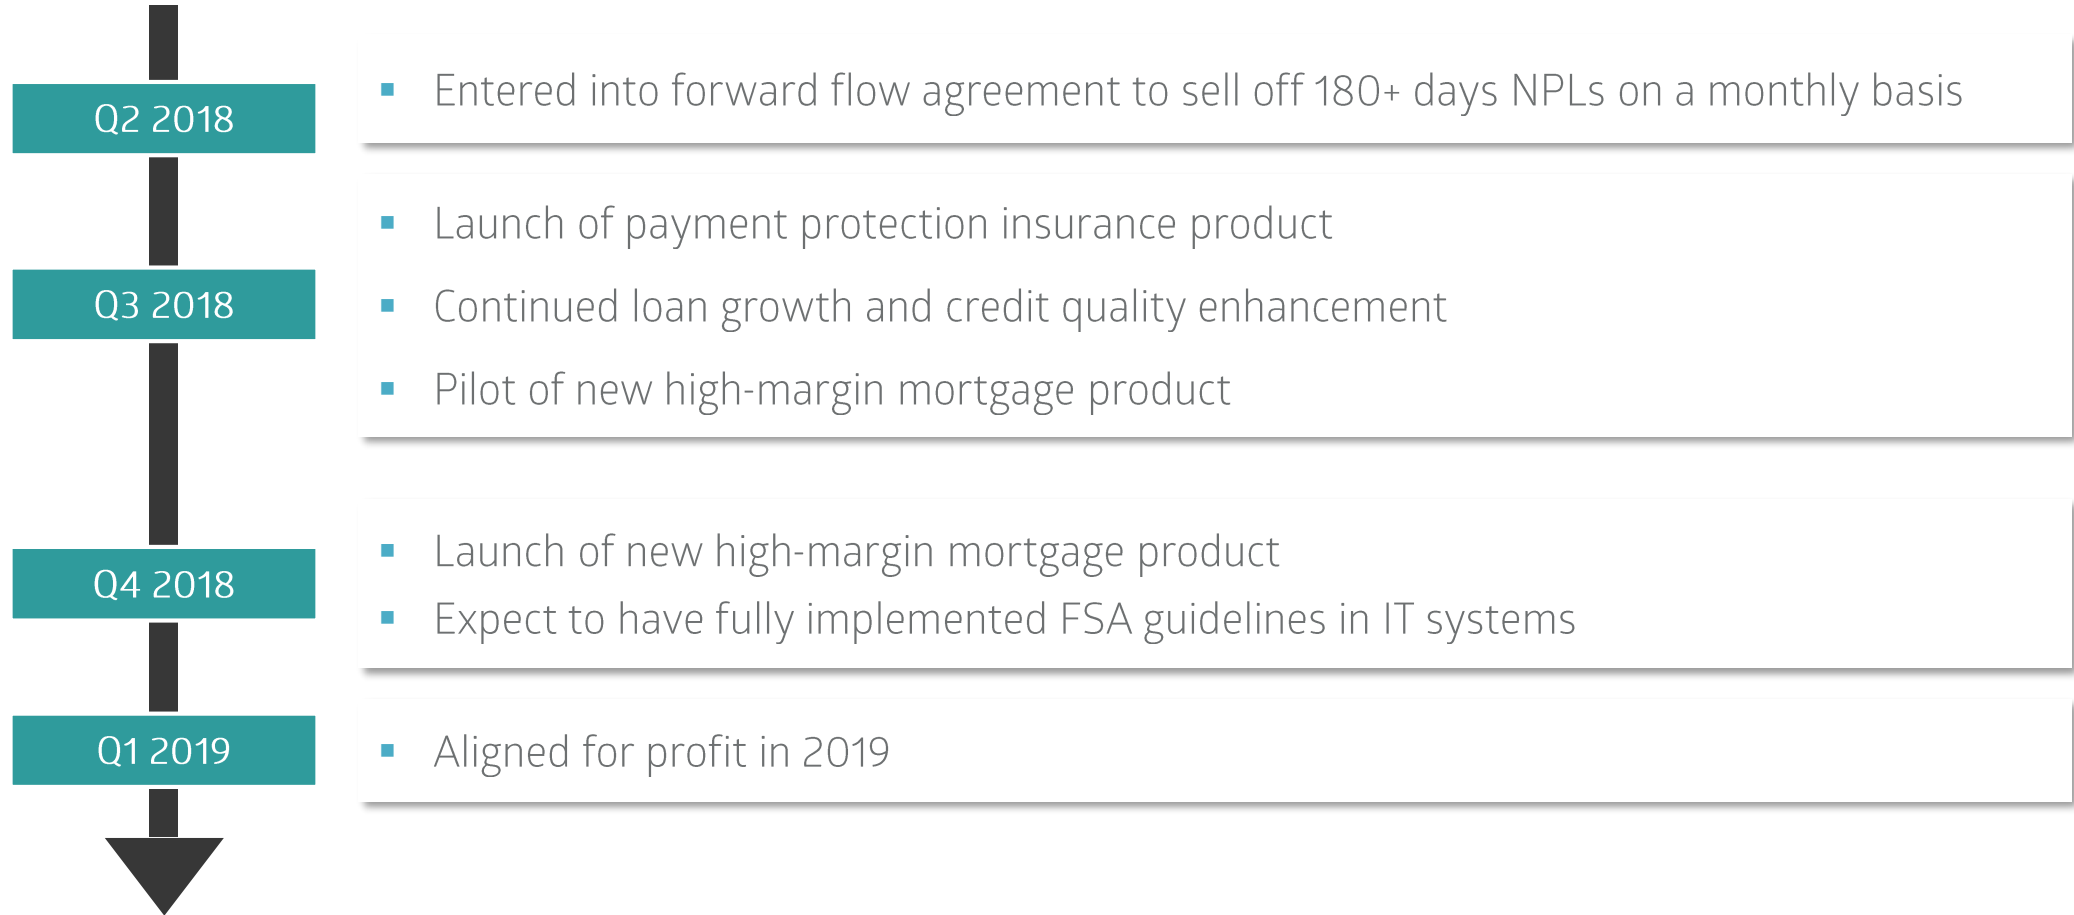 Q2 2018
▪ Entered into forward flow agreement to sell off 180+ days NPLs on a monthly basis
Q3 2018
▪ Launch of payment protection insurance product
▪ Continued loan growth and credit quality enhancement
▪ Pilot of new high-margin mortgage product
Q4 2018
▪ Launch of new high-margin mortgage product
▪ Expect to have fully implemented FSA guidelines in IT systems
Q1 2019
▪ Aligned for profit in 2019